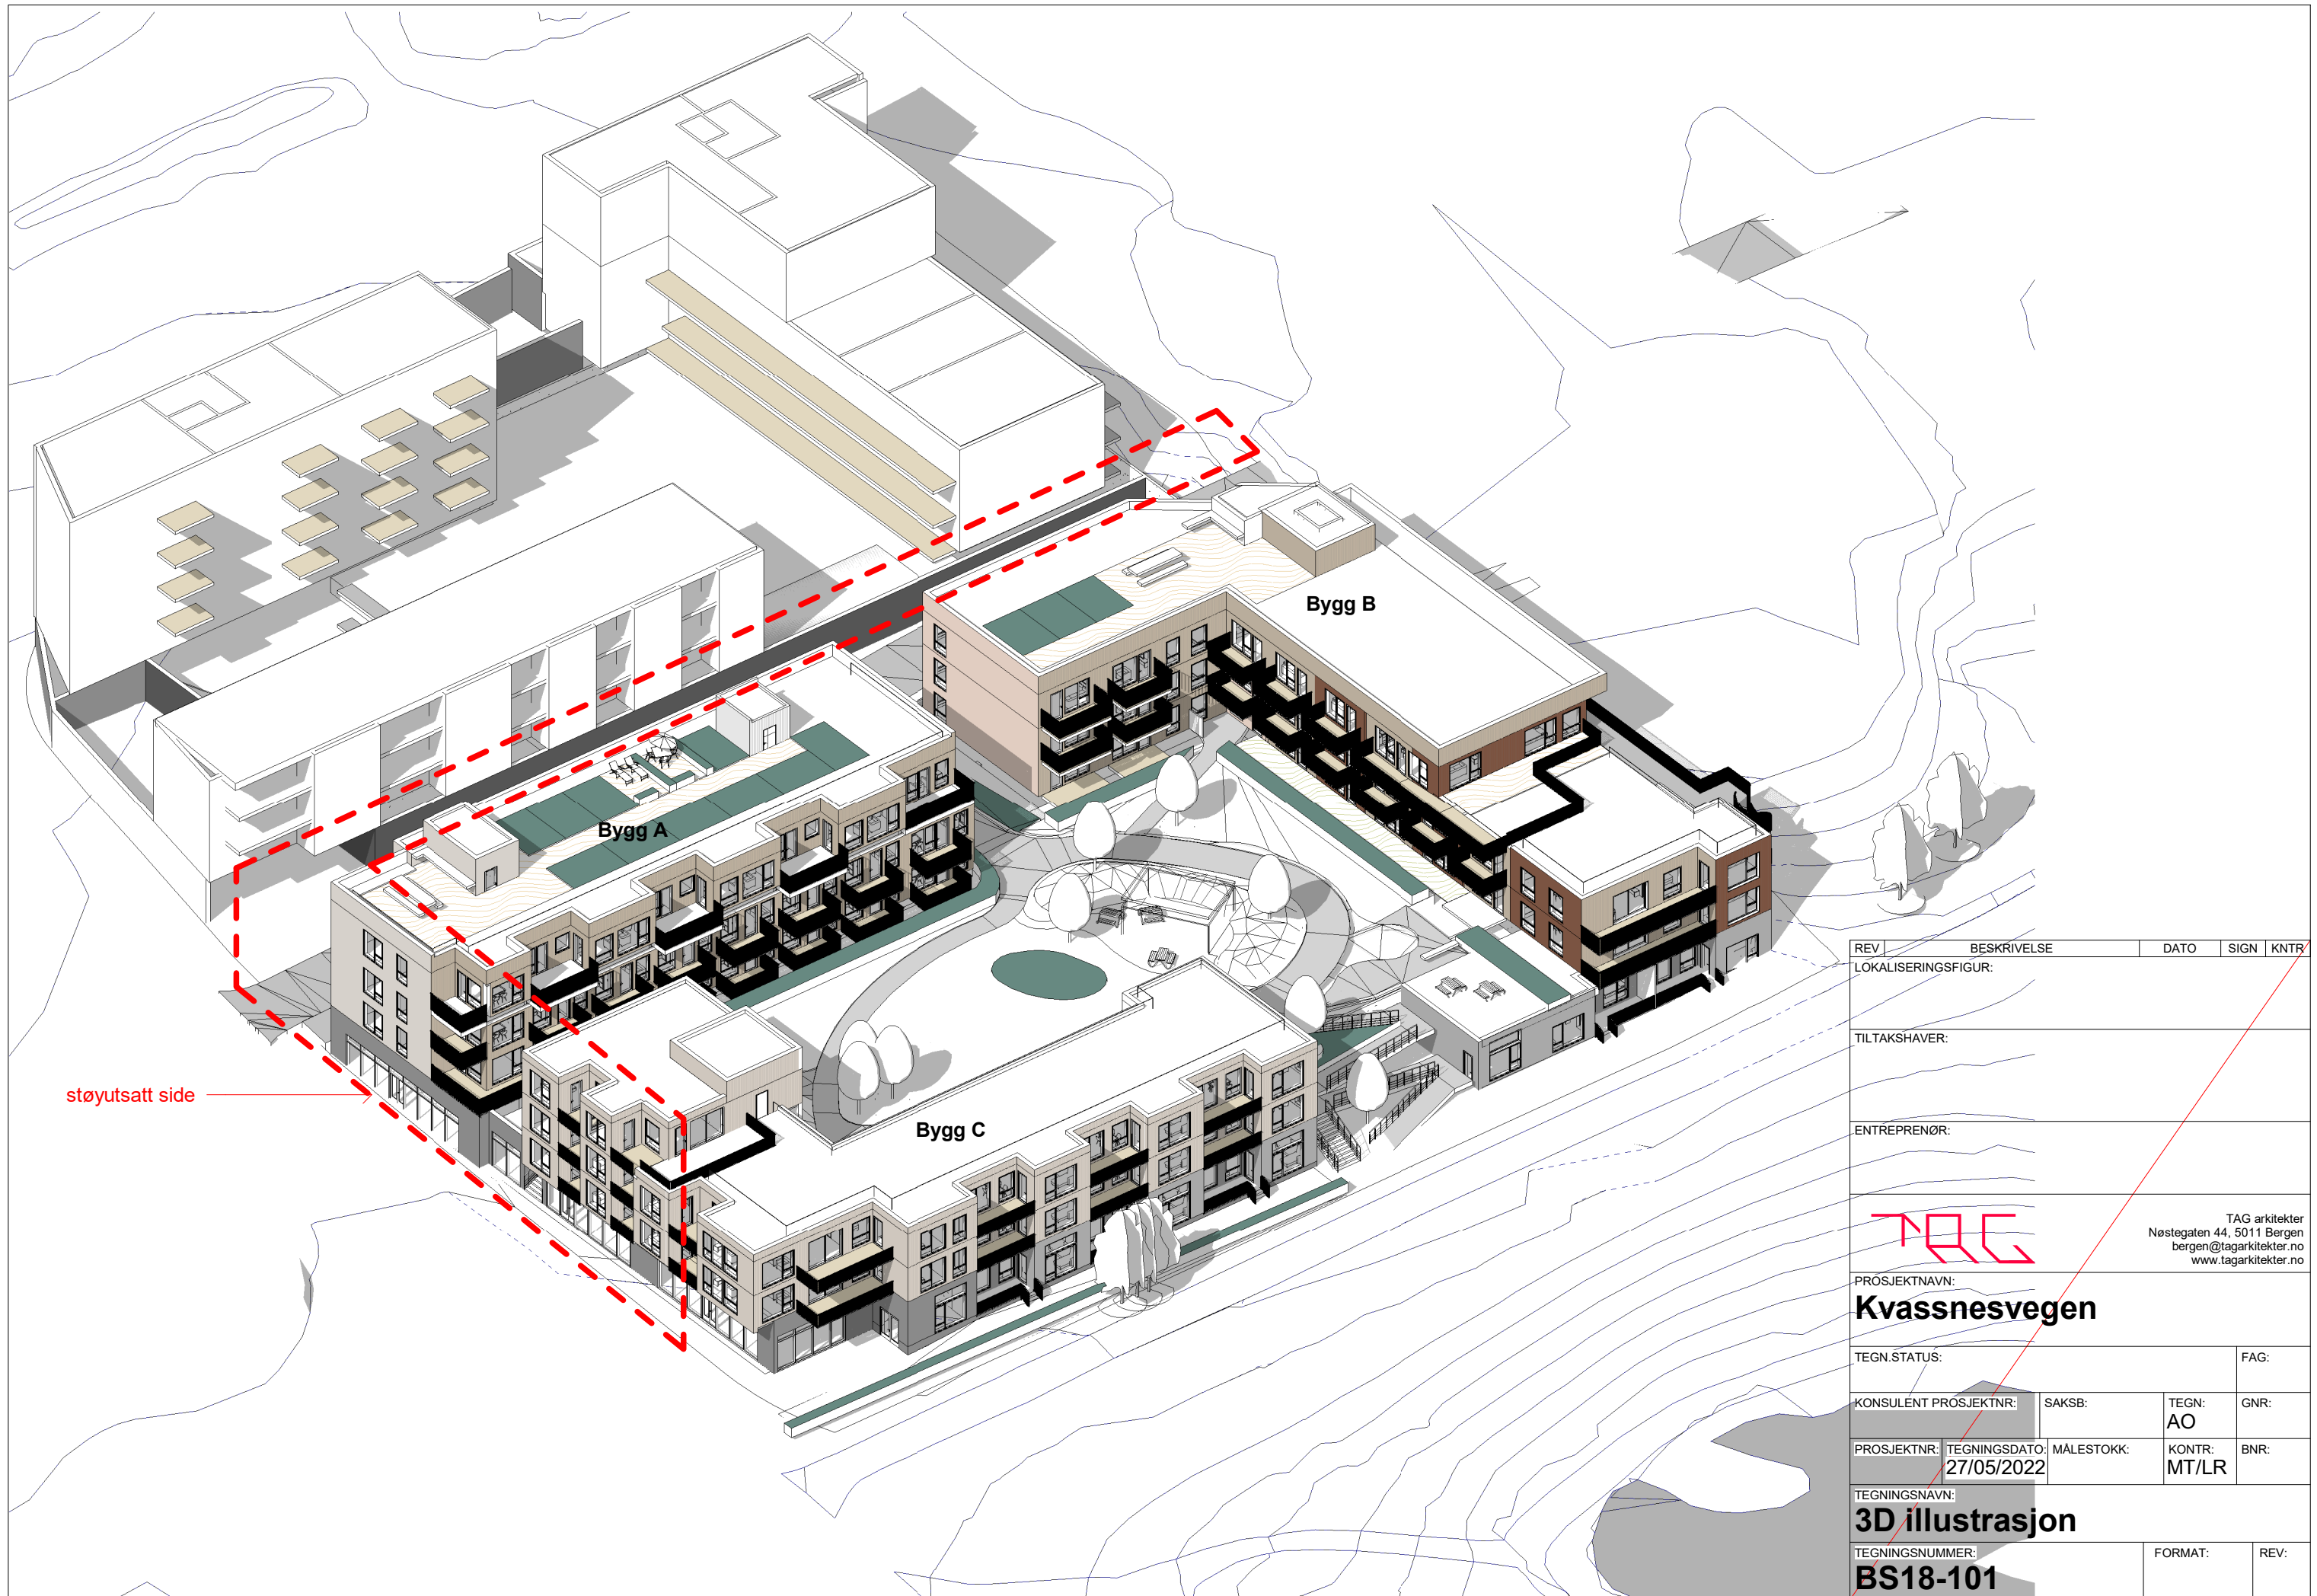 Bygg B
Bygg A
støyutsatt side
Bygg C
REV BESKRIVELSE DATO SIGN KNTR
LOKALISERINGSFIGUR:
TILTAKSHAVER:
ENTREPRENØR:
TAG
TAG arkitekter
Nøstegaten 44, 5011 Bergen
bergen@tagarkitekter.no
www.tagarkitekter.no
PROSJEKTNAVN:
Kvassnesvegen
TEGN.STATUS: FAG:
KONSULENT PROSJEKTNR: SAKSB: TEGN: GNR:
AO
PROSJEKTNR: TEGNINGSDATO: MÅLESTOKK: KONTR: BNR:
27/05/2022 MT/LR
TEGNINGSNAVN:
3D illustrasjon
TEGNINGSNUMMER: FORMAT: REV:
BS18-101